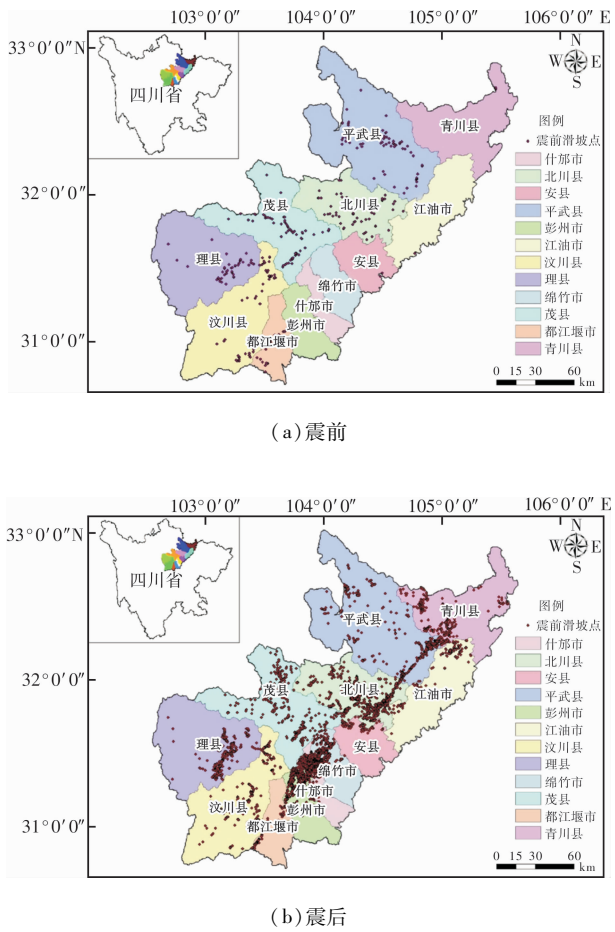 103°0′0″ 104°0′0″ 105°0′0″ 106°0′0″ E
33°0′0″N
32°0′0″
31°0′0″
四川省
N
W E
S
青川县
平武县
茂县
北川县
江油市
理县
安县
绵竹市
什邡市
汶川县
彭州市
都江堰市
图例
震前滑坡点
什邡市
北川县
安县
平武县
彭州市
江油市
汶川县
理县
绵竹市
茂县
都江堰市
青川县
0 15 30 60
km
(a)震前
103°0′0″ 104°0′0″ 105°0′0″ 106°0′0″ E
33°0′0″N
32°0′0″
31°0′0″
四川省
N
W E
S
青川县
平武县
茂县
北川县
江油市
理县
安县
绵竹市
什邡市
汶川县
彭州市
都江堰市
图例
震前滑坡点
什邡市
北川县
安县
平武县
彭州市
江油市
汶川县
理县
绵竹市
茂县
都江堰市
青川县
0 15 30 60
km
(b)震后